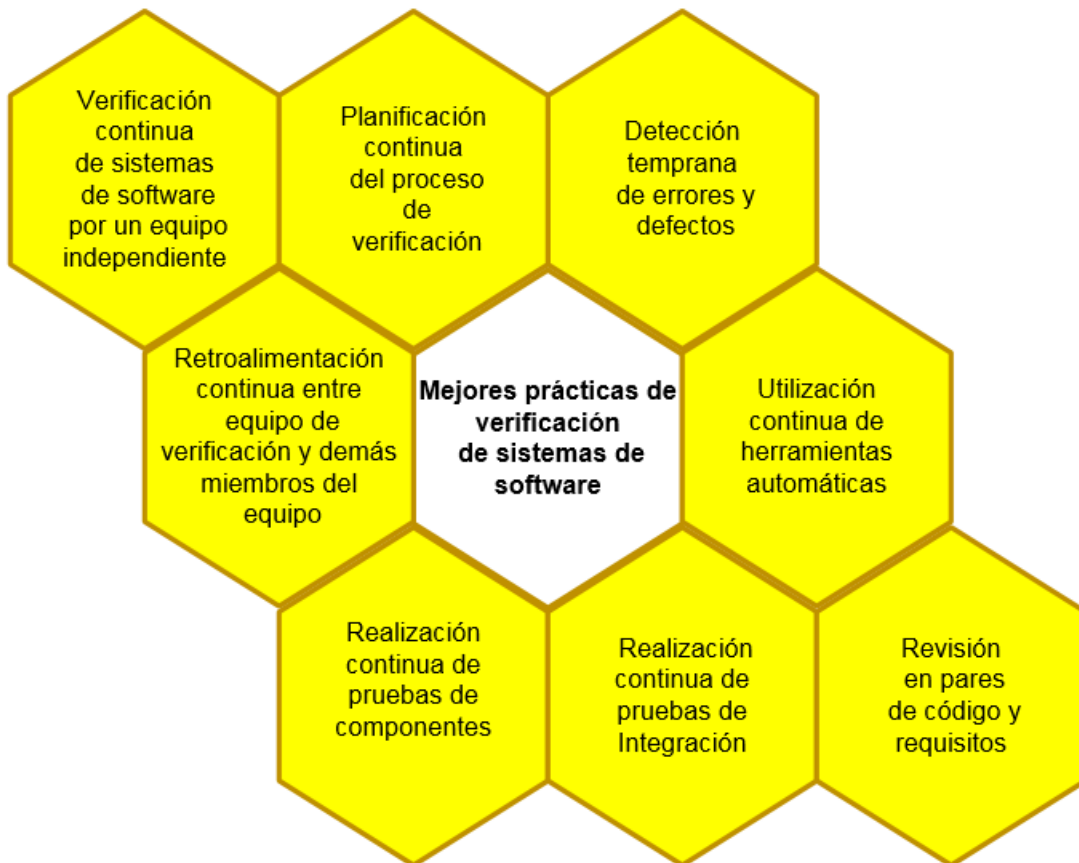 Verificación
continua
de sistemas
de software
por un equipo
independiente
Planificación
continua
del proceso
de
verificación
Detección
temprana
de errores y
defectos
Retroalimentación
continua entre
equipo de
verificación y demás
miembros del
equipo
Mejores prácticas de
verificación
de sistemas de
software
Utilización
continua de
herramientas
automáticas
Realización
continua de
pruebas de
componentes
Realización
continua de
pruebas de
Integración
Revisión
en pares
de código y
requisitos